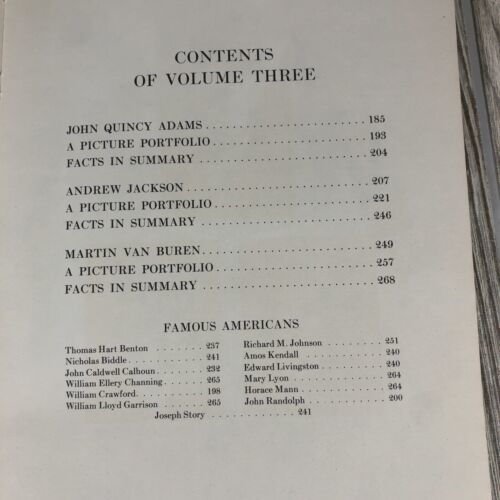 CONTENTS
OF VOLUME THREE
JOHN QUINCY ADAMS ........................ 185
A PICTURE PORTFOLIO ...................... 193
FACTS IN SUMMARY ........................ 204
ANDREW JACKSON .......................... 207
A PICTURE PORTFOLIO ...................... 221
FACTS IN SUMMARY ........................ 246
MARTIN VAN BUREN ........................ 249
A PICTURE PORTFOLIO ...................... 257
FACTS IN SUMMARY ........................ 268
FAMOUS AMERICANS
Thomas Hart Benton ........ 237
Nicholas Biddle ........ 241
John Caldwell Calhoun ........ 232
William Ellery Channing ........ 265
William Crawford ........ 198
William Lloyd Garrison ........ 265
Richard M. Johnson ........ 251
Amos Kendall ........ 240
Edward Livingston ........ 240
Mary Lyon ........ 264
Horace Mann ........ 264
John Randolph ........ 200
Joseph Story ........ 241